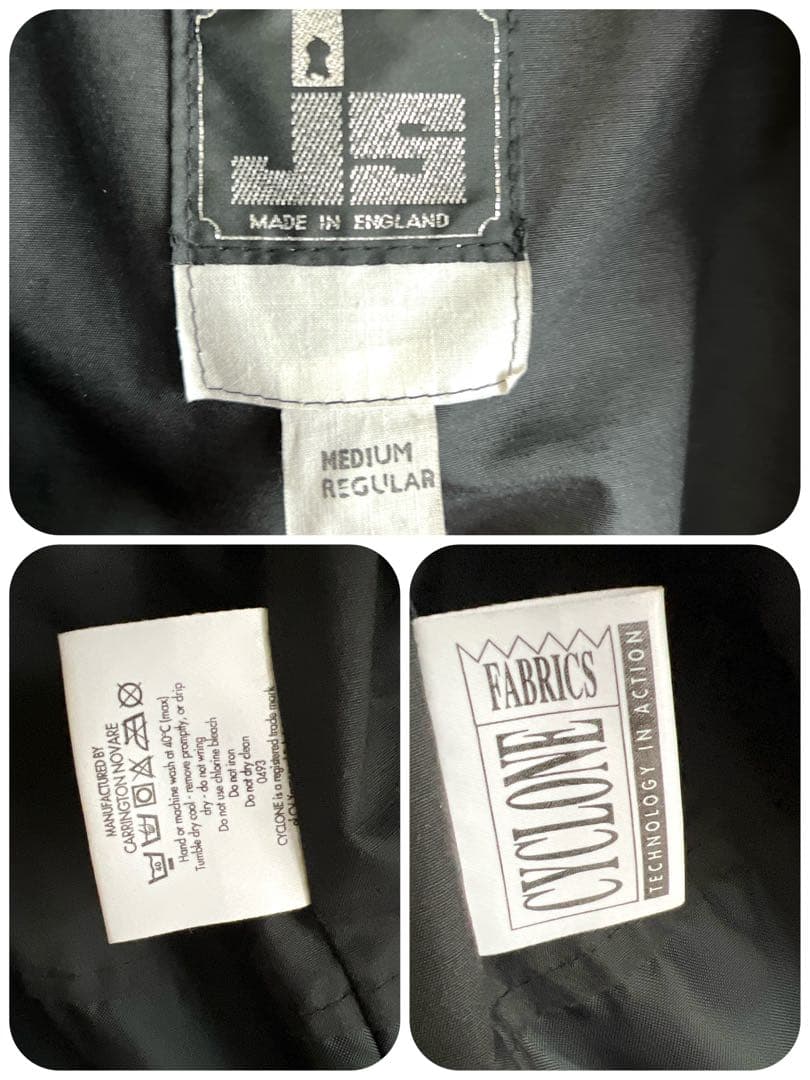 JS
MADE IN ENGLAND
MEDIUM
REGULAR
MANUFACTURED BY
CARRINGTON NOVARE
40
Hand or machine wash at 40°C (max)
Tumble dry cool - remove promptly, or drip
dry - do not wring
Do not use chlorine bleach
Do not iron
Do not dry clean
0493
CYCLONE is a registered trade mark
FABRICS
CYCLONE
TECHNOLOGY IN ACTION